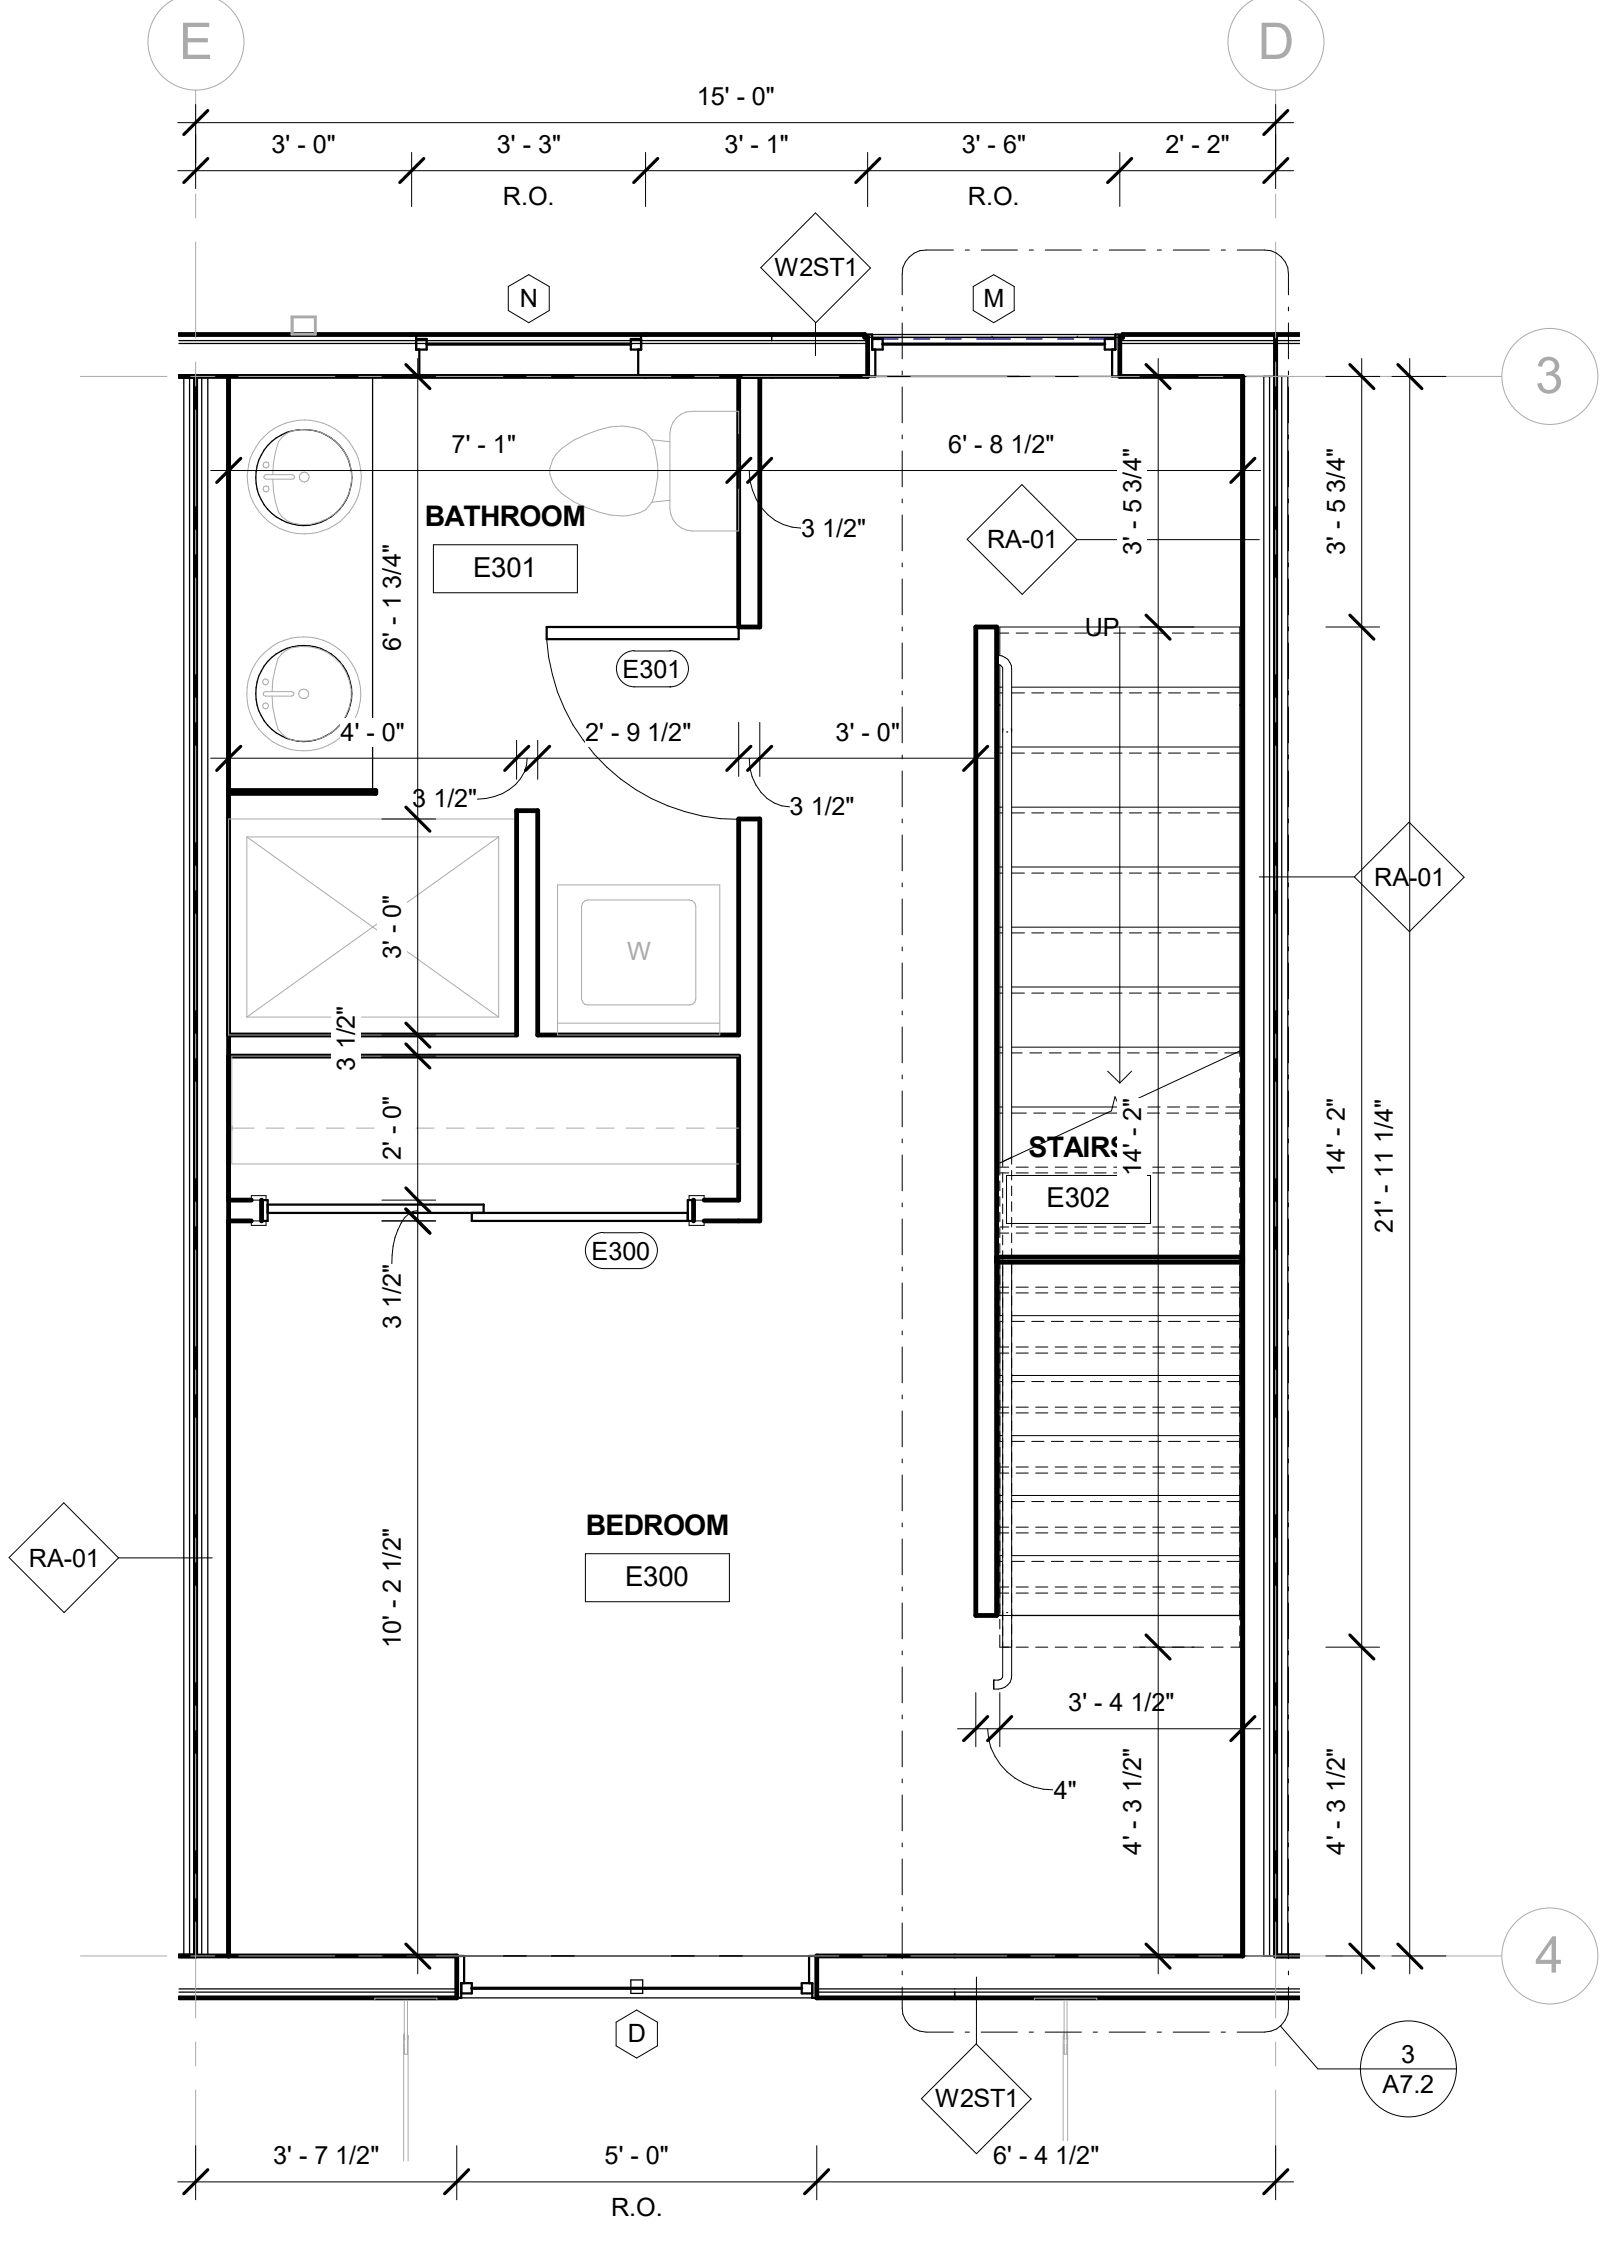 E
D
15' - 0"
3' - 0"
3' - 3"
3' - 1"
3' - 6"
2' - 2"
R.O.
R.O.
W2ST1
N
M
3
7' - 1"
6' - 8 1/2"
3' - 5 3/4"
3' - 5 3/4"
BATHROOM
E301
3 1/2"
RA-01
6' - 1 3/4"
UP
E301
4' - 0"
2' - 9 1/2"
3' - 0"
3 1/2"
3 1/2"
RA-01
3' - 0"
W
3 1/2"
2' - 0"
STAIRS
E302
14' - 2"
14' - 2"
21' - 11 1/4"
E300
3 1/2"
BEDROOM
E300
RA-01
10' - 2 1/2"
3' - 4 1/2"
4"
4' - 3 1/2"
4' - 3 1/2"
4
D
3
A7.2
W2ST1
3' - 7 1/2"
5' - 0"
6' - 4 1/2"
R.O.